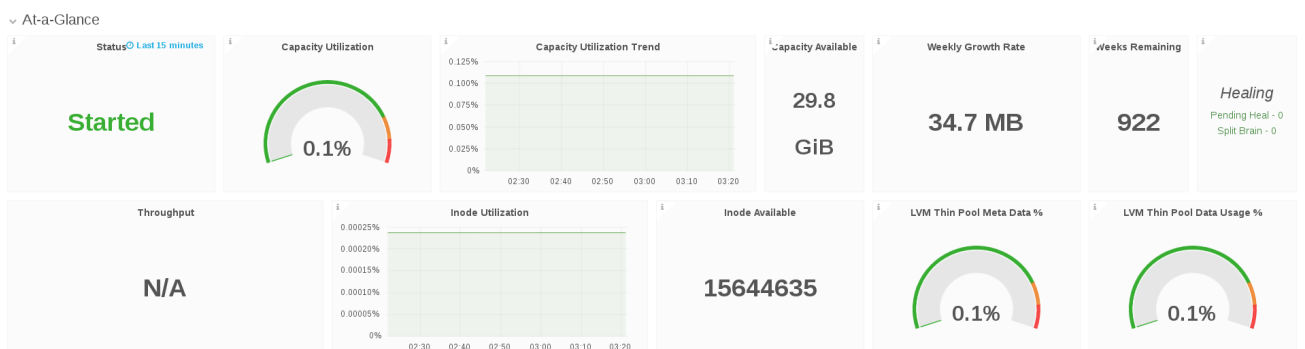 At-a-Glance
Status
Last 15 minutes
Started
Capacity Utilization
0.1%
Capacity Utilization Trend
0.125%
0.100%
0.075%
0.050%
0.025%
0%
02:30 02:40 02:50 03:00 03:10 03:20
Capacity Available
29.8
GiB
Weekly Growth Rate
34.7 MB
Weeks Remaining
922
Healing
Pending Heal - 0
Split Brain - 0
Throughput
N/A
Inode Utilization
0.00025%
0.00020%
0.00015%
0.00010%
0.00005%
0%
02:30 02:40 02:50 03:00 03:10 03:20
Inode Available
15644635
LVM Thin Pool Meta Data %
0.1%
LVM Thin Pool Data Usage %
0.1%